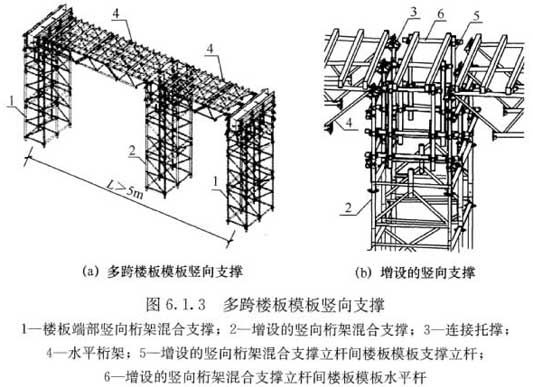 4
4
1
2
1
L>5m
3
6
5
4
2
(a) 多跨楼板模板竖向支撑
(b) 增设的竖向支撑
图 6.1.3 多跨楼板模板竖向支撑
1—楼板端部竖向桁架混合支撑；2—增设的竖向桁架混合支撑；3—连接托撑；
4—水平桁架；5—增设的竖向桁架混合支撑立杆间楼板模板支撑立杆；
6—增设的竖向桁架混合支撑立杆间楼板模板水平杆